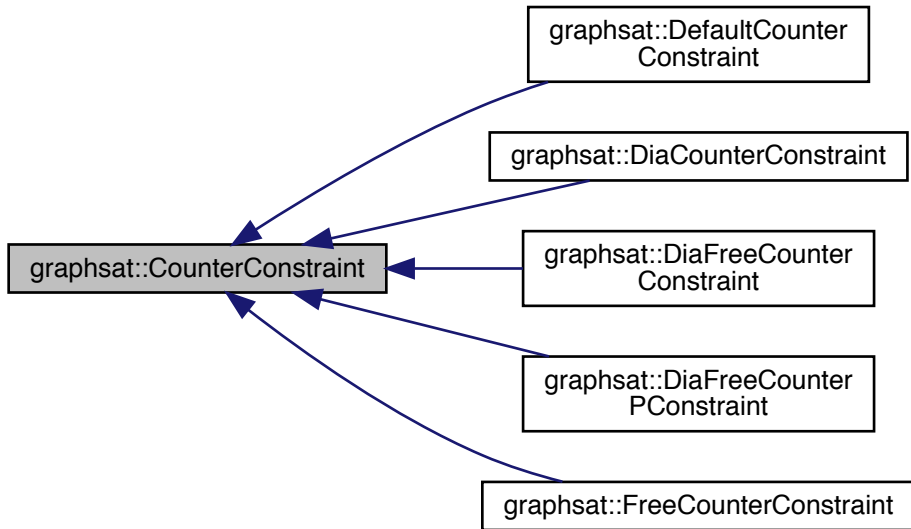 graphsat::DefaultCounter
Constraint
graphsat::DiaCounterConstraint
graphsat::CounterConstraint
graphsat::DiaFreeCounter
Constraint
graphsat::DiaFreeCounter
PConstraint
graphsat::FreeCounterConstraint